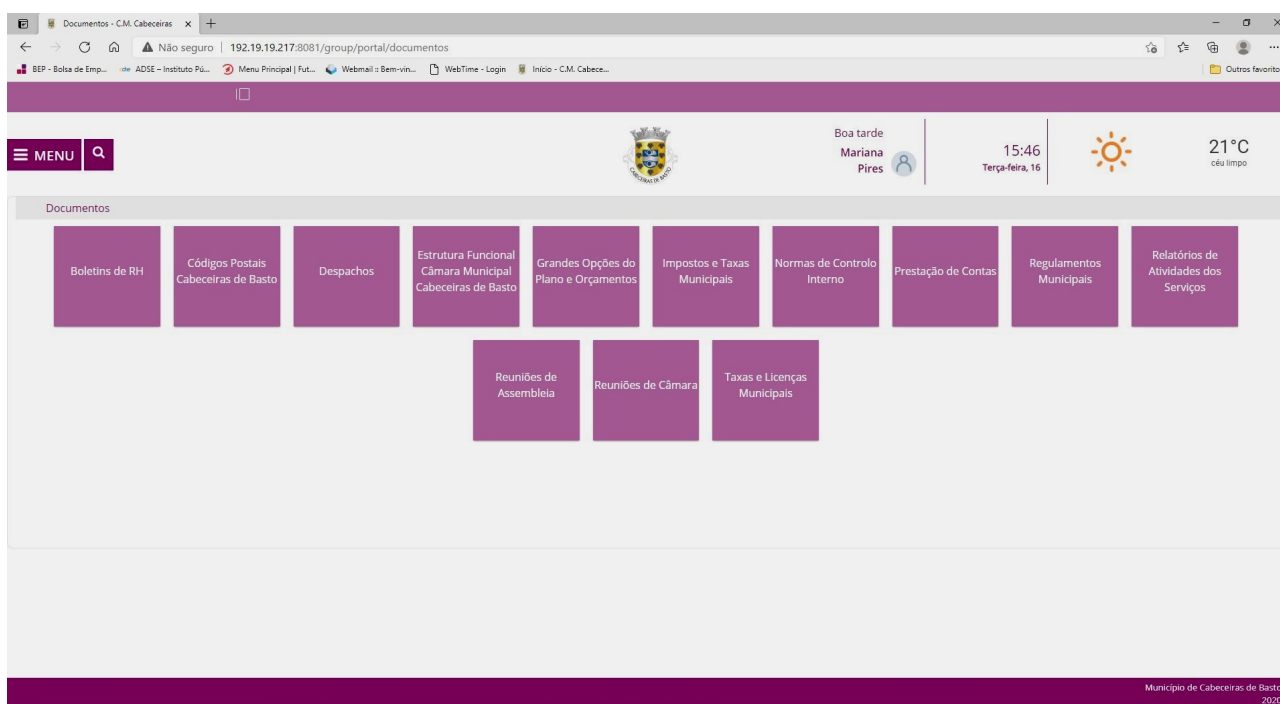 Documentos - C.M. Cabeceiras
Não seguro | 192.19.19.217:8081/group/portal/documentos
BEP - Bolsa de Emp... ADSE – Instituto Pú... Menu Principal | Fut... Webmail :: Bem-vin... WebTime - Login Início - C.M. Cabece... Outros favorito
MENU
CABECEIRAS DE BASTO
Boa tarde
Mariana
Pires
15:46
Terça-feira, 16
21°C
céu limpo
Documentos
Boletins de RH
Códigos Postais
Cabeceiras de Basto
Despachos
Estrutura Funcional
Câmara Municipal
Cabeceiras de Basto
Grandes Opções do
Plano e Orçamentos
Impostos e Taxas
Municipais
Normas de Controlo
Interno
Prestação de Contas
Regulamentos
Municipais
Relatórios de
Atividades dos
Serviços
Reuniões de
Assembleia
Reuniões de Câmara
Taxas e Licenças
Municipais
Município de Cabeceiras de Basto
2020